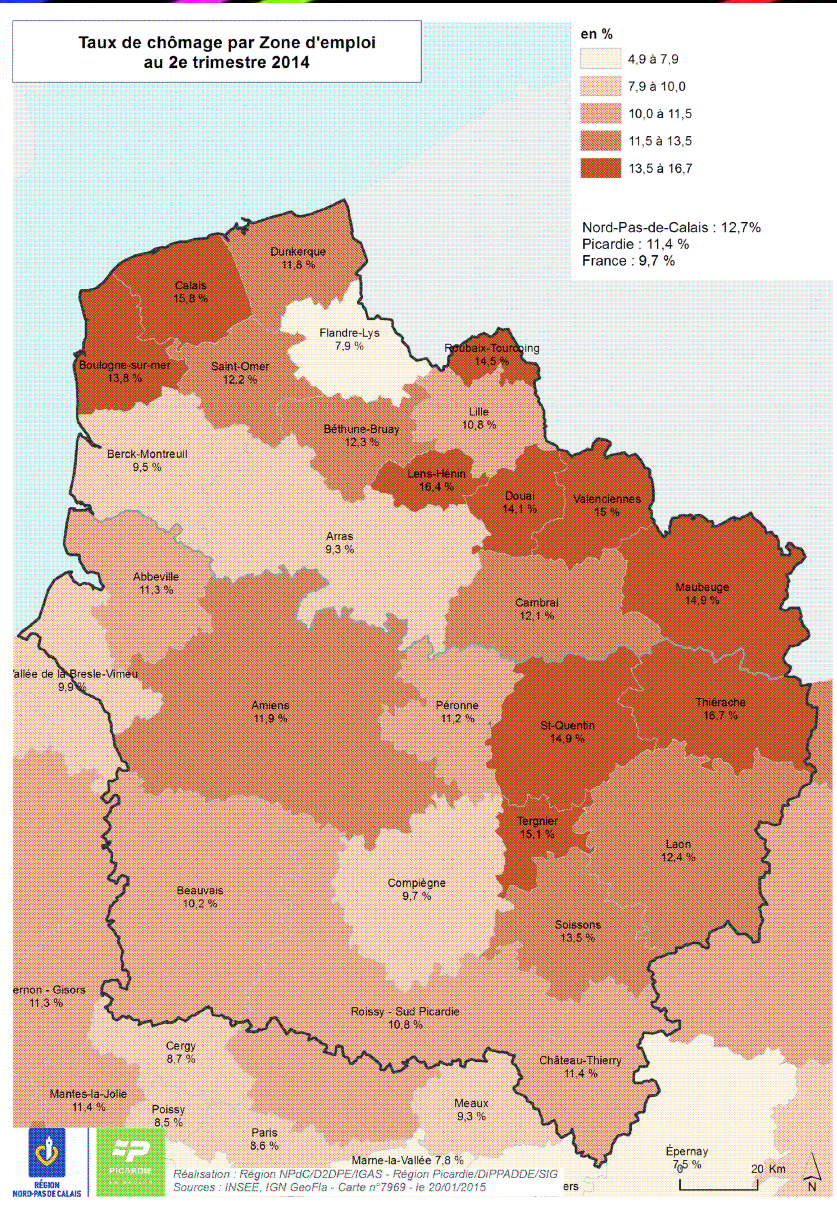 Taux de chômage par Zone d'emploi
au 2e trimestre 2014
en %
4,9 à 7,9
7,9 à 10,0
10,0 à 11,5
11,5 à 13,5
13,5 à 16,7
Nord-Pas-de-Calais : 12,7%
Picardie : 11,4 %
France : 9,7 %
Dunkerque
11,8 %
Calais
15,8 %
Flandre-Lys
7,9 %
Roubaix-Tourcoing
14,5 %
Boulogne-sur-mer
13,8 %
Saint-Omer
12,2 %
Lille
10,8 %
Béthune-Bruay
12,3 %
Berck-Montreuil
9,5 %
Lens-Hénin
16,4 %
Douai
14,1 %
Valenciennes
15 %
Arras
9,3 %
Abbeville
11,3 %
Cambrai
12,1 %
Maubeuge
14,9 %
allée de la Bresle-Vimeu
9,9 %
Amiens
11,9 %
Péronne
11,2 %
St-Quentin
14,9 %
Thiérache
16,7 %
Tergnier
15,1 %
Laon
12,4 %
Beauvais
10,2 %
Compiègne
9,7 %
Soissons
13,5 %
ernon - Gisors
11,3 %
Roissy - Sud Picardie
10,8 %
Cergy
8,7 %
Château-Thierry
11,4 %
Mantes-la-Jolie
11,4 %
Poissy
8,5 %
Meaux
9,3 %
Paris
8,6 %
Marne-la-Vallée 7,8 %
Épernay
7,5 %
0 20 Km
N
ers
RÉGION
NORD-PAS DE CALAIS
PICARDIE
Réalisation : Région NPdC/D2DPE/IGAS - Région Picardie/DiPPADDE/SIG
Sources : INSEE, IGN GeoFla - Carte n°7969 - le 20/01/2015